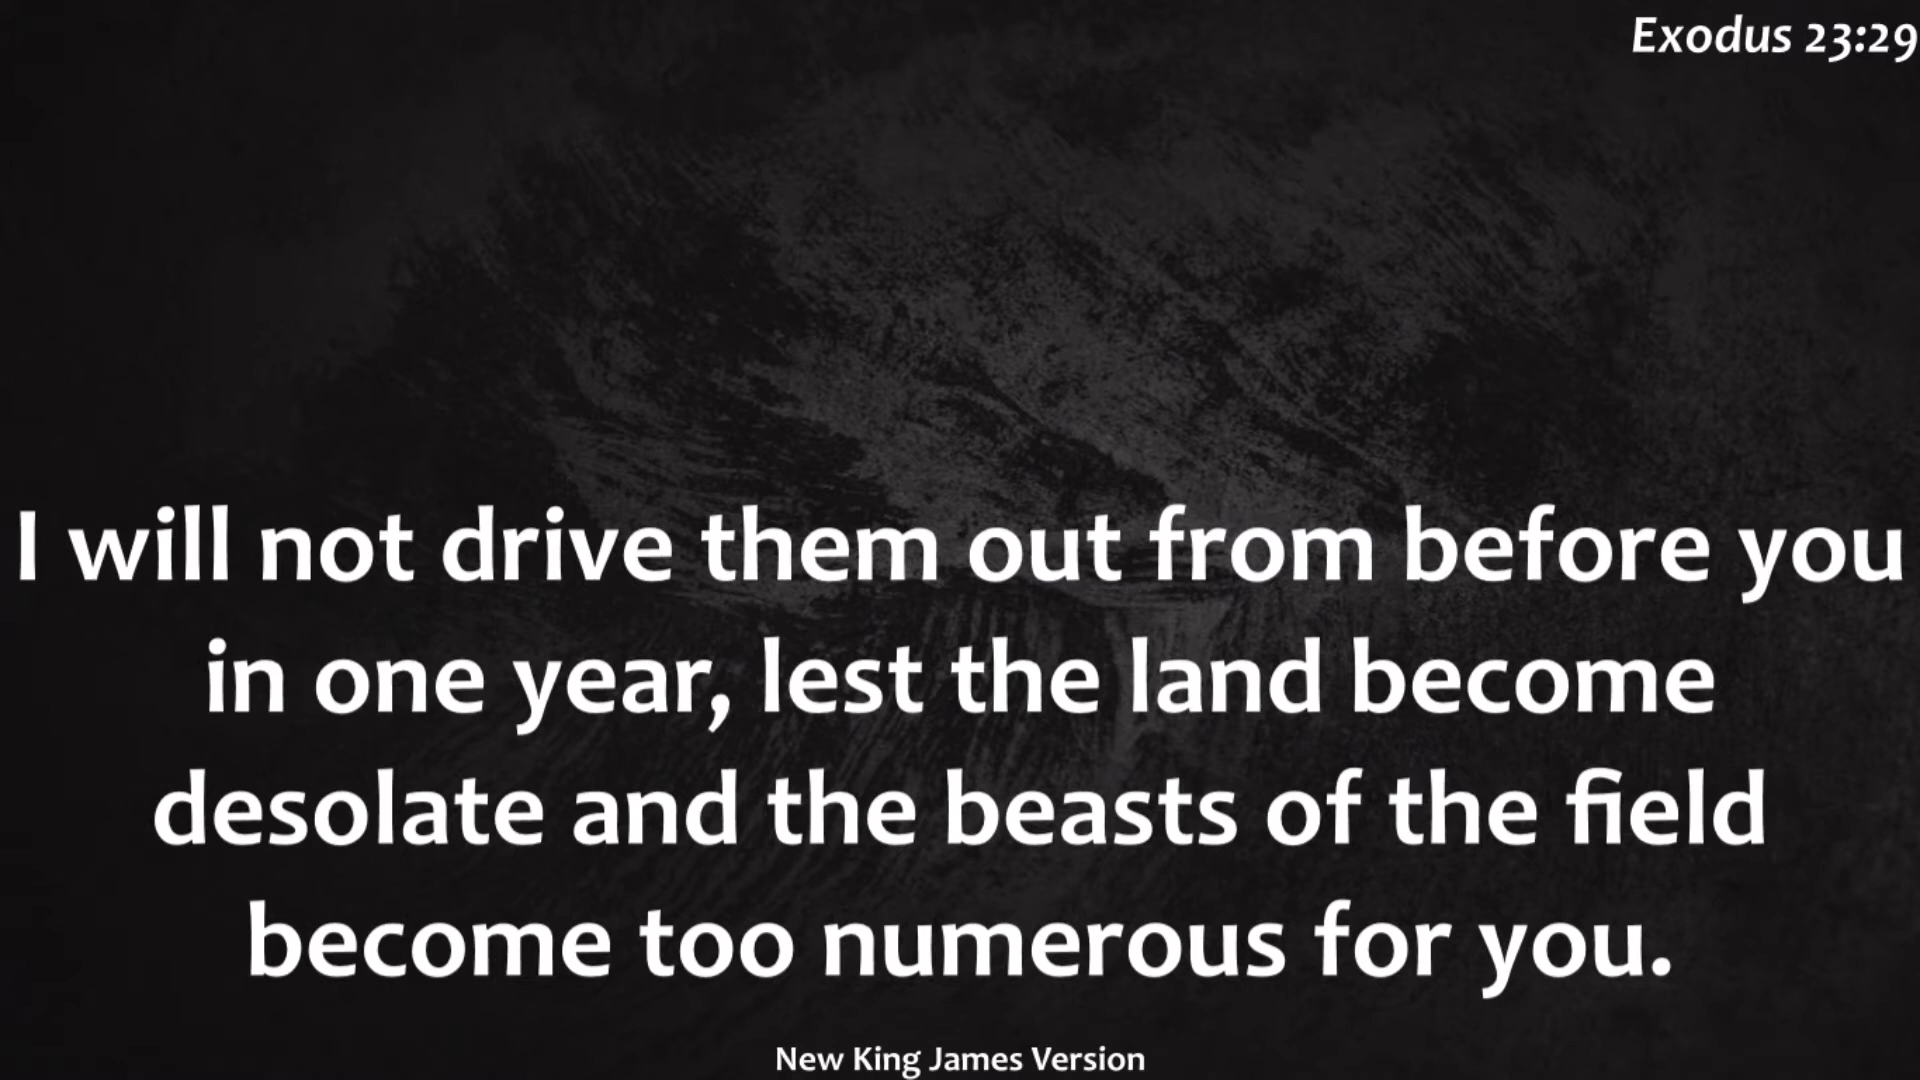 Exodus 23:29
I will not drive them out from before you
in one year, lest the land become
desolate and the beasts of the field
become too numerous for you.
New King James Version